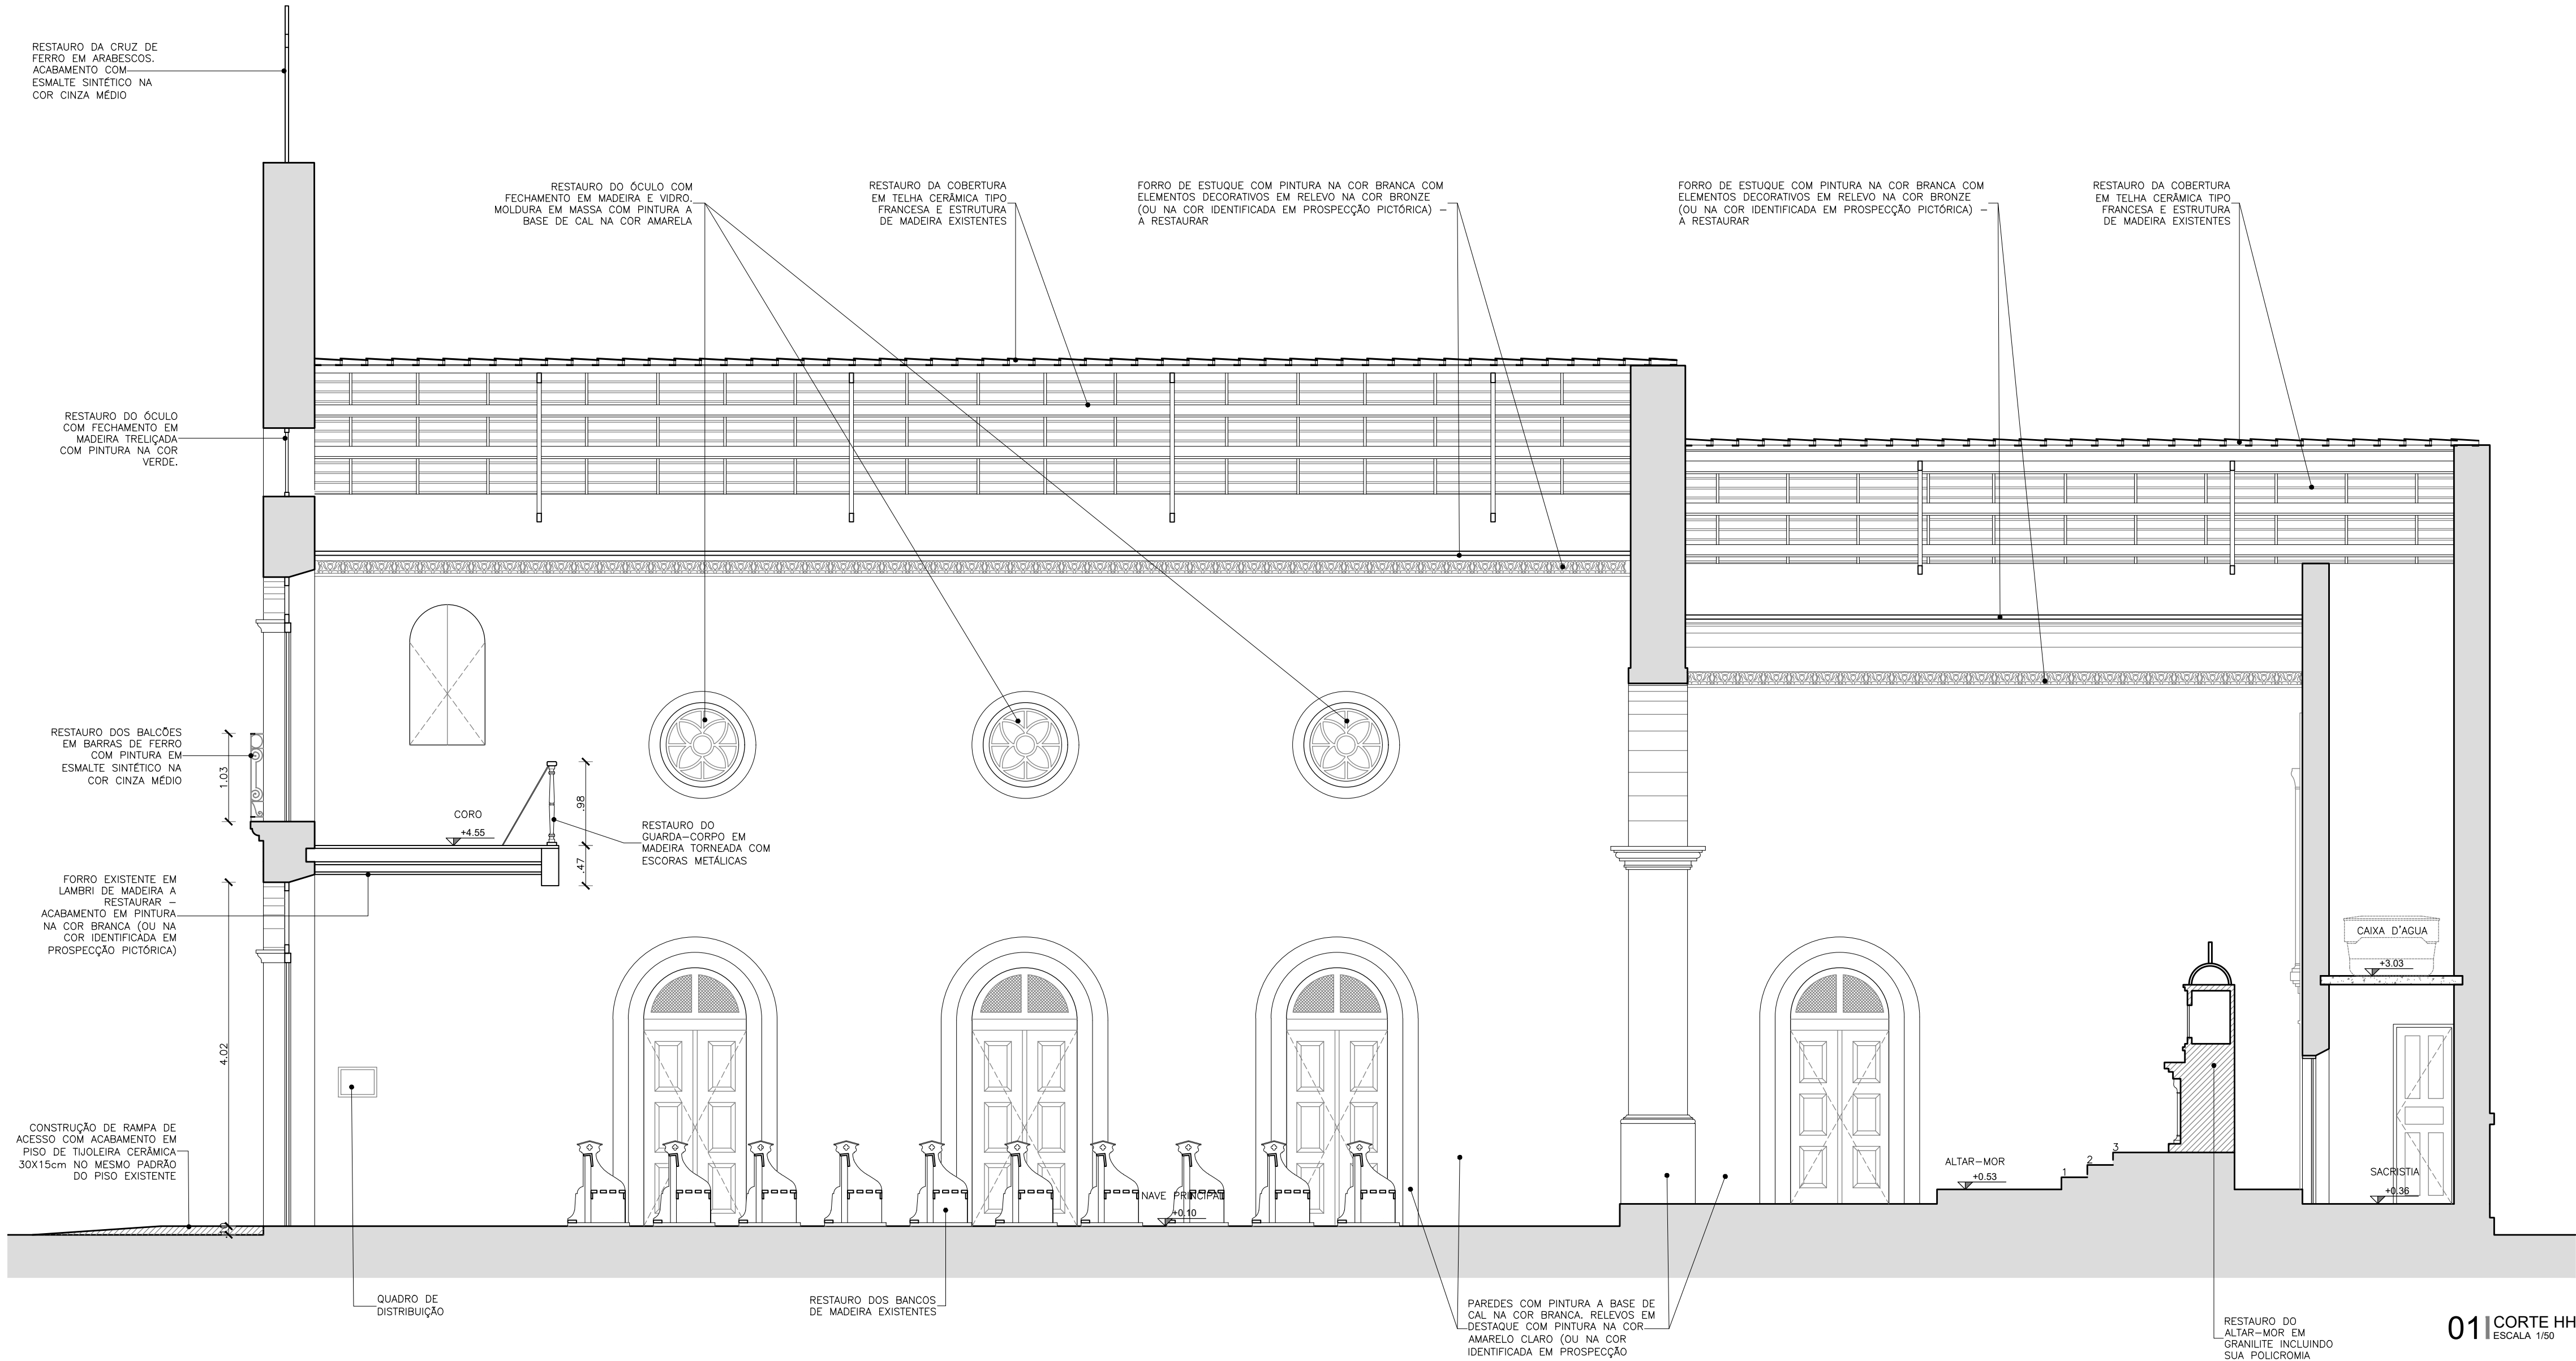 RESTAURO DA CRUZ DE
FERRO EM ARABESCOS.
ACABAMENTO COM
ESMALTE SINTÉTICO NA
COR CINZA MÉDIO
RESTAURO DO ÓCULO COM
FECHAMENTO EM MADEIRA E VIDRO.
MOLDURA EM MASSA COM PINTURA A
BASE DE CAL NA COR AMARELA
RESTAURO DA COBERTURA
EM TELHA CERÂMICA TIPO
FRANCESA E ESTRUTURA
DE MADEIRA EXISTENTES
FORRO DE ESTUQUE COM PINTURA NA COR BRANCA COM
ELEMENTOS DECORATIVOS EM RELEVO NA COR BRONZE
(OU NA COR IDENTIFICADA EM PROSPECÇÃO PICTÓRICA) –
A RESTAURAR
FORRO DE ESTUQUE COM PINTURA NA COR BRANCA COM
ELEMENTOS DECORATIVOS EM RELEVO NA COR BRONZE
(OU NA COR IDENTIFICADA EM PROSPECÇÃO PICTÓRICA) –
A RESTAURAR
RESTAURO DA COBERTURA
EM TELHA CERÂMICA TIPO
FRANCESA E ESTRUTURA
DE MADEIRA EXISTENTES
RESTAURO DO ÓCULO
COM FECHAMENTO EM
MADEIRA TRELIÇADA
COM PINTURA NA COR
VERDE.
RESTAURO DOS BALCÕES
EM BARRAS DE FERRO
COM PINTURA EM
ESMALTE SINTÉTICO NA
COR CINZA MÉDIO
1.03
CORO
+4.55
.98
.47
RESTAURO DO
GUARDA–CORPO EM
MADEIRA TORNEADA COM
ESCORAS METÁLICAS
FORRO EXISTENTE EM
LAMBRI DE MADEIRA A
RESTAURAR –
ACABAMENTO EM PINTURA
NA COR BRANCA (OU NA
COR IDENTIFICADA EM
PROSPECÇÃO PICTÓRICA)
4.02
CAIXA D'AGUA
+3.03
CONSTRUÇÃO DE RAMPA DE
ACESSO COM ACABAMENTO EM
PISO DE TIJOLEIRA CERÂMICA
30X15cm NO MESMO PADRÃO
DO PISO EXISTENTE
NAVE PRINCIPAL
+0.10
ALTAR–MOR
+0.53
1
2
3
SACRISTIA
+0.36
QUADRO DE
DISTRIBUIÇÃO
RESTAURO DOS BANCOS
DE MADEIRA EXISTENTES
PAREDES COM PINTURA A BASE DE
CAL NA COR BRANCA. RELEVOS EM
DESTAQUE COM PINTURA NA COR
AMARELO CLARO (OU NA COR
IDENTIFICADA EM PROSPECÇÃO
RESTAURO DO
ALTAR–MOR EM
GRANILITE INCLUINDO
SUA POLICROMIA
01 CORTE HH
ESCALA 1/50